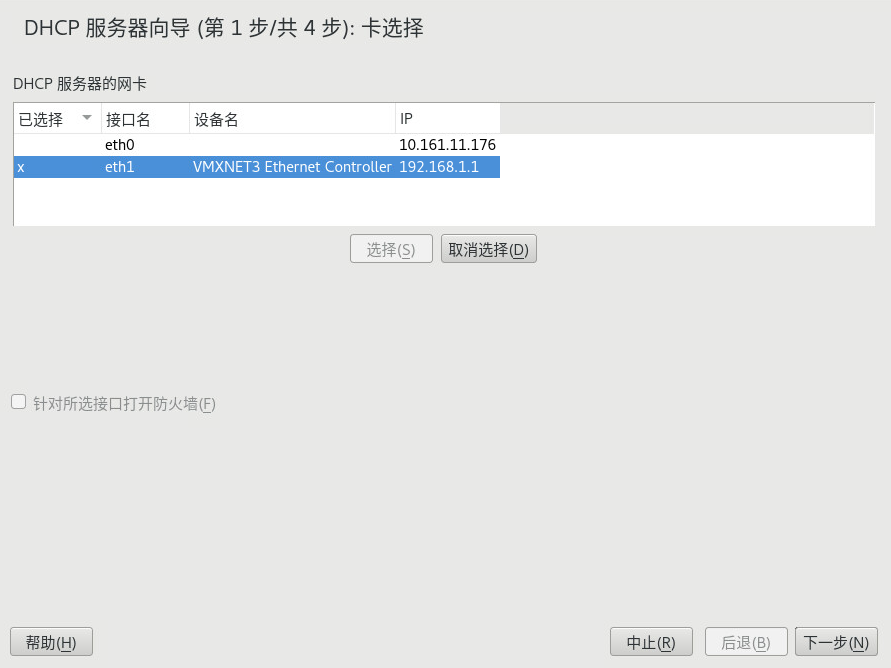 DHCP 服务器向导 (第 1 步/共 4 步): 卡选择
DHCP 服务器的网卡
已选择 接口名 设备名 IP
eth0 10.161.11.176
x eth1 VMXNET3 Ethernet Controller 192.168.1.1
选择(S) 取消选择(D)
针对所选接口打开防火墙(F)
帮助(H) 中止(R) 后退(B) 下一步(N)